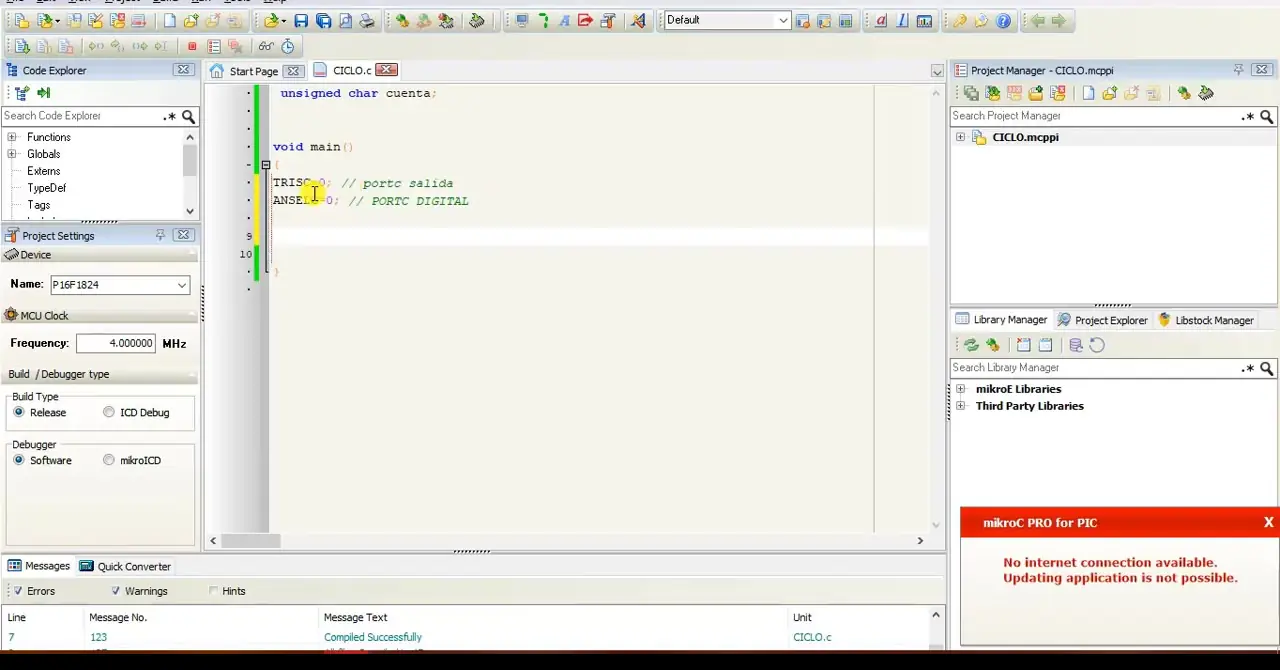 Default
Code Explorer
Start Page
CICLO.c
Project Manager - CICLO.mcppi
Search Code Explorer
.∗
Functions
Globals
Externs
TypeDef
Tags
unsigned char cuenta;
void main()
{
TRISC=0; // portc salida
=0; // PORTC DIGITAL
9
10
}
Search Project Manager
.∗
CICLO.mcppi
Project Settings
Device
Name: P16F1824
MCU Clock
Frequency: 4.000000 MHz
Build / Debugger type
Build Type
Release
ICD Debug
Debugger
Software
mikroICD
Library Manager
Project Explorer
Libstock Manager
Search Library Manager
.∗
mikroE Libraries
Third Party Libraries
mikroC PRO for PIC X
No internet connection available.
Updating application is not possible.
Messages
Quick Converter
Errors
Warnings
Hints
Line
Message No.
Message Text
Unit
7
123
Compiled Successfully
CICLO.c